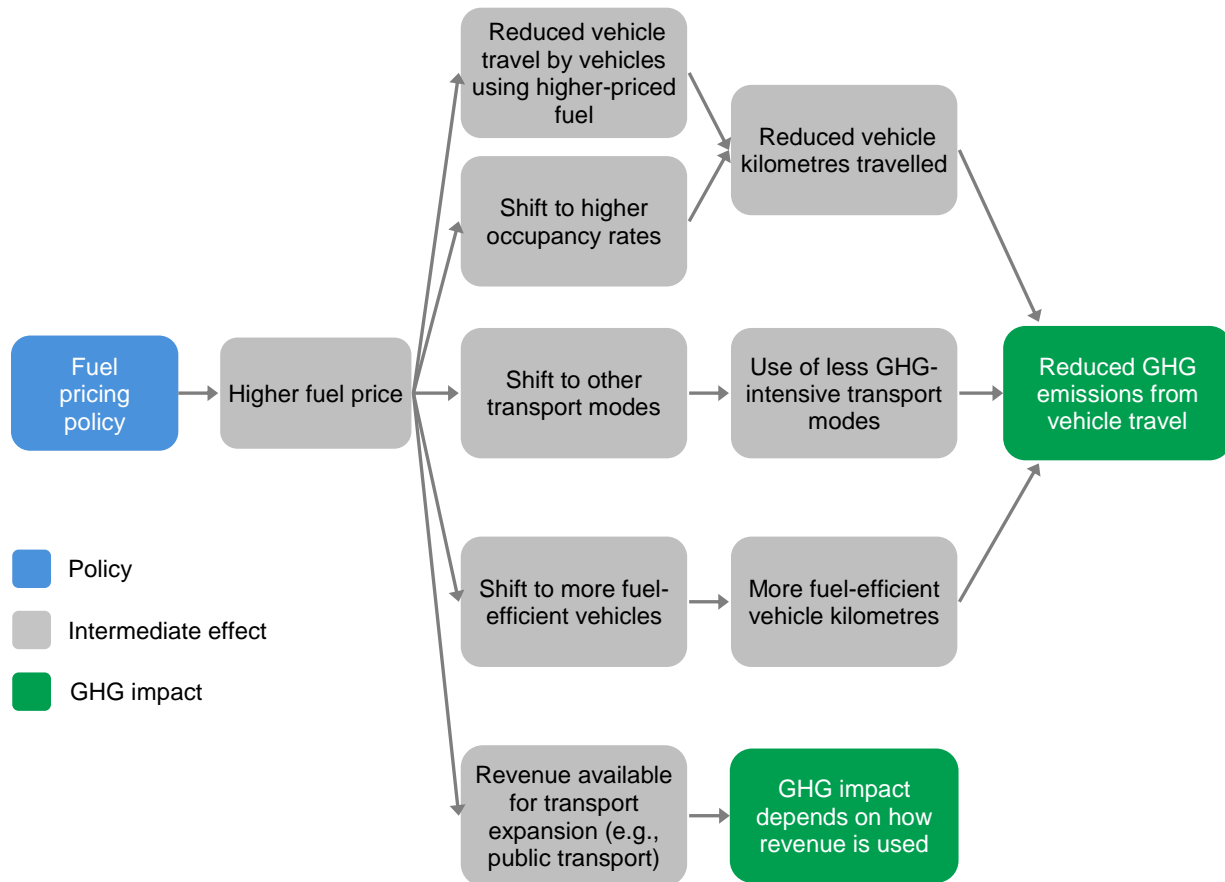 Reduced vehicle
travel by vehicles
using higher-priced
fuel
Reduced vehicle
kilometres travelled
Shift to higher
occupancy rates
Fuel
pricing
policy
Higher fuel price
Shift to other
transport modes
Use of less GHG-
intensive transport
modes
Reduced GHG
emissions from
vehicle travel
Shift to more fuel-
efficient vehicles
More fuel-efficient
vehicle kilometres
Policy
Intermediate effect
GHG impact
Revenue available
for transport
expansion (e.g.,
public transport)
GHG impact
depends on how
revenue is used